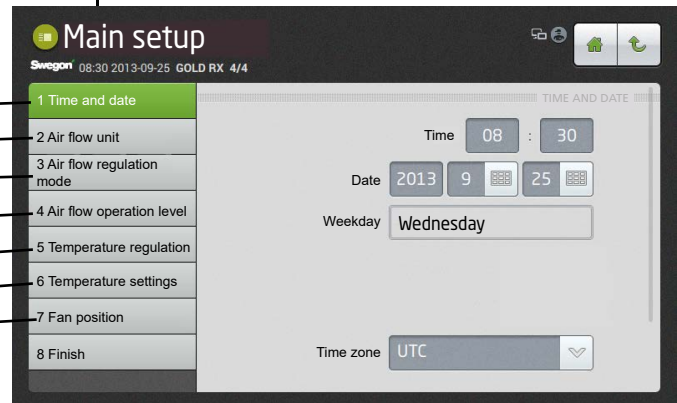 Main setup
Swegon 08:30 2013-09-25 GOLD RX 4/4
1 Time and date
2 Air flow unit
3 Air flow regulation
mode
4 Air flow operation level
5 Temperature regulation
6 Temperature settings
7 Fan position
8 Finish
TIME AND DATE
Time 08 : 30
Date 2013 9 25
Weekday Wednesday
Time zone UTC